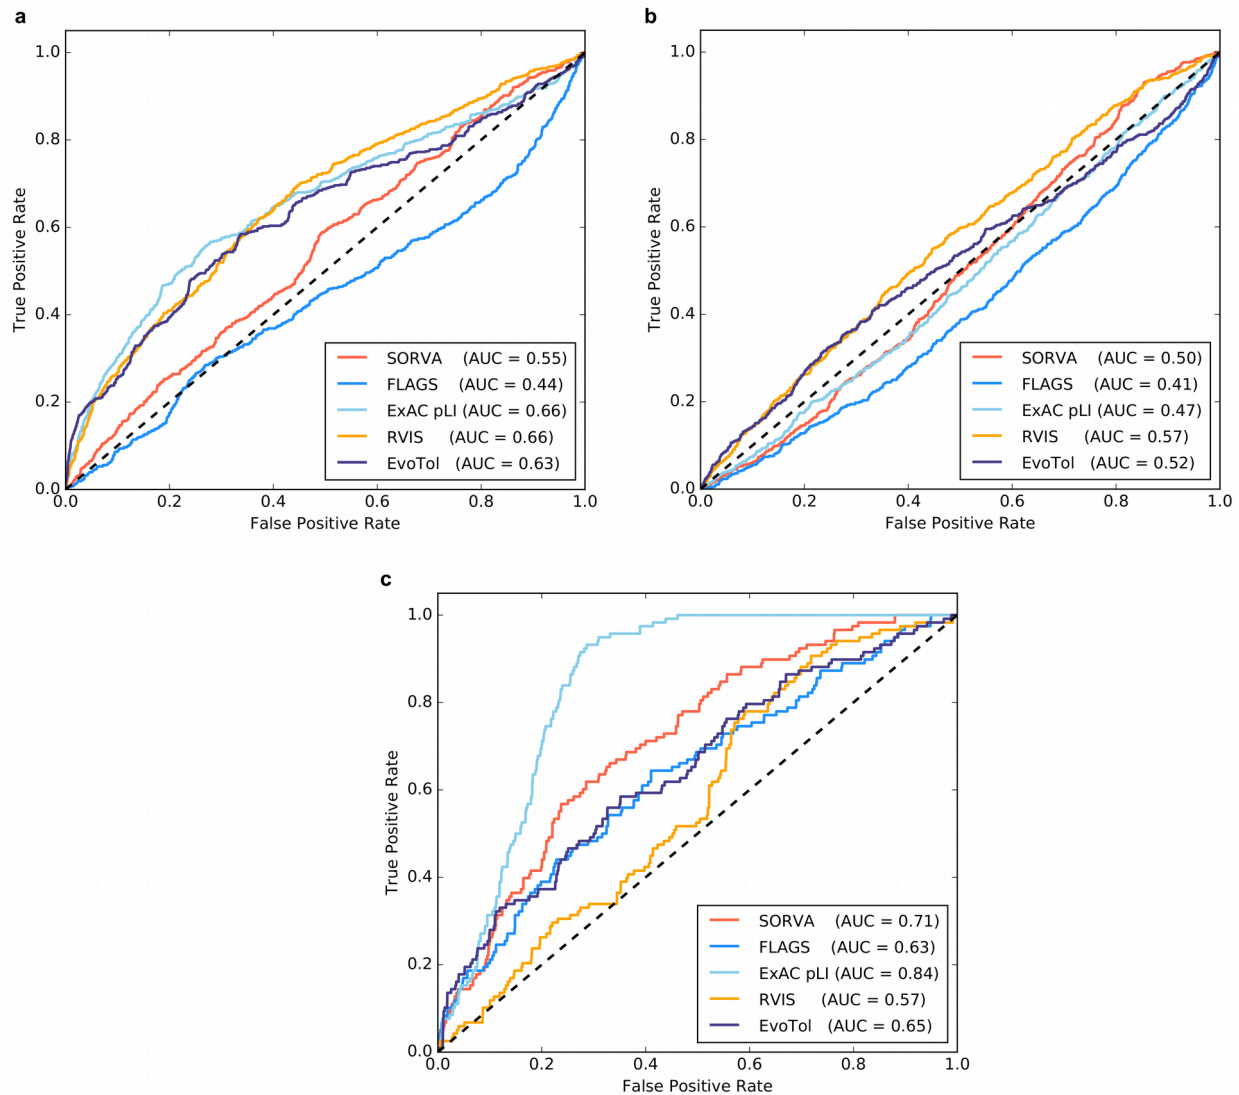 a
1.0
0.8
0.6
0.4
0.2
0.0
0.0 0.2 0.4 0.6 0.8 1.0
True Positive Rate
False Positive Rate
SORVA (AUC = 0.55)
FLAGS (AUC = 0.44)
ExAC pLI (AUC = 0.66)
RVIS (AUC = 0.66)
EvoTol (AUC = 0.63)
b
1.0
0.8
0.6
0.4
0.2
0.0
0.0 0.2 0.4 0.6 0.8 1.0
True Positive Rate
False Positive Rate
SORVA (AUC = 0.50)
FLAGS (AUC = 0.41)
ExAC pLI (AUC = 0.47)
RVIS (AUC = 0.57)
EvoTol (AUC = 0.52)
c
1.0
0.8
0.6
0.4
0.2
0.0
0.0 0.2 0.4 0.6 0.8 1.0
True Positive Rate
False Positive Rate
SORVA (AUC = 0.71)
FLAGS (AUC = 0.63)
ExAC pLI (AUC = 0.84)
RVIS (AUC = 0.57)
EvoTol (AUC = 0.65)